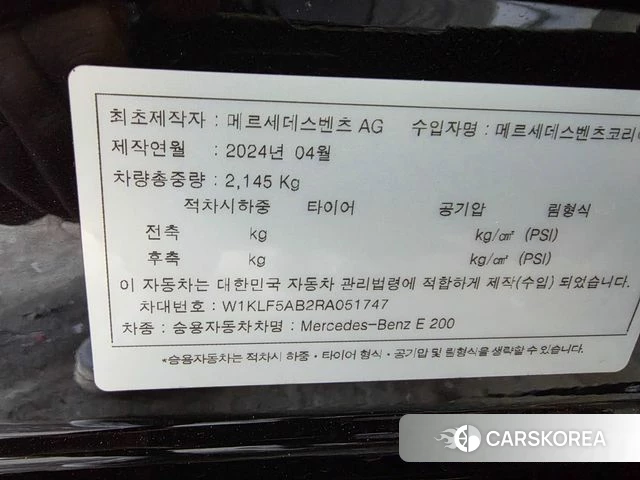 최초제작자 : 메르세데스벤츠 AG 수입자명 : 메르세데스벤츠코리아
제작연월 : 2024년 04월
차량총중량 : 2,145 Kg
적차시하중 타이어 공기압 림형식
전축 kg kg/㎠ (PSI)
후축 kg kg/㎠ (PSI)
이 자동차는 대한민국 자동차 관리법령에 적합하게 제작(수입) 되었습니다.
차대번호 : W1KLF5AB2RA051747
차종 : 승용자동차차명 : Mercedes-Benz E 200
*승용자동차는 적차시 하중・타이어 형식・공기압 및 림형식을 생략할 수 있습니다.
CARSKOREA